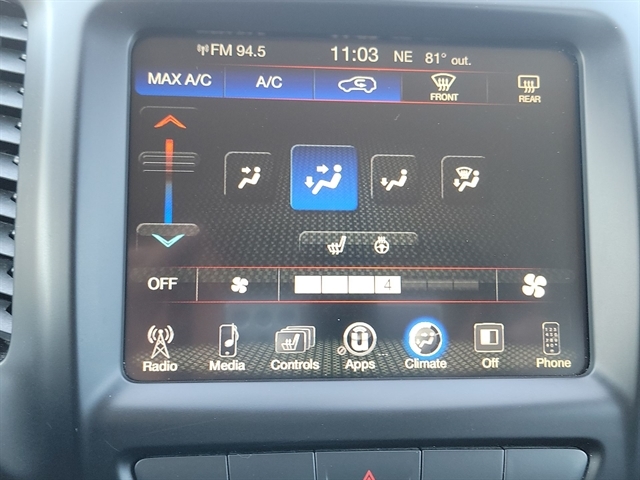 FM 94.5 11:03 NE 81° out.
MAX A/C A/C FRONT REAR
OFF 4
Radio Media Controls Apps Climate Off Phone